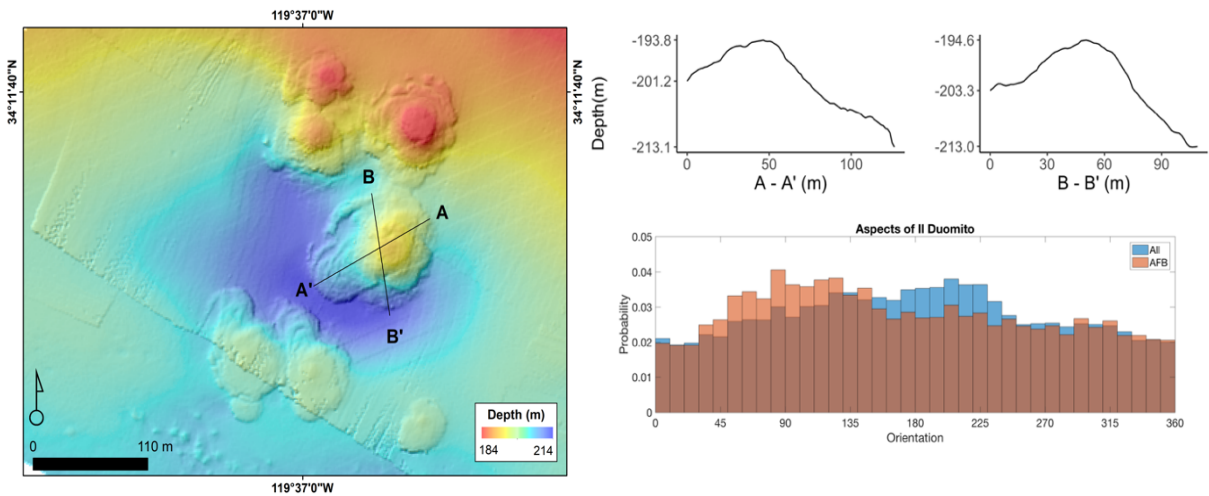 119°37'0"W
34°11'40"N
34°11'40"N
B
A
A'
B'
Depth (m)
184 214
0 110 m
119°37'0"W
Depth(m)
-193.8
-201.2
-213.1
0 50 100
A - A' (m)
-194.6
-203.3
-213.0
0 30 60 90
B - B' (m)
Aspects of Il Duomito
All
AFB
Probability
0.05
0.04
0.03
0.02
0.01
0
0 45 90 135 180 225 270 315 360
Orientation